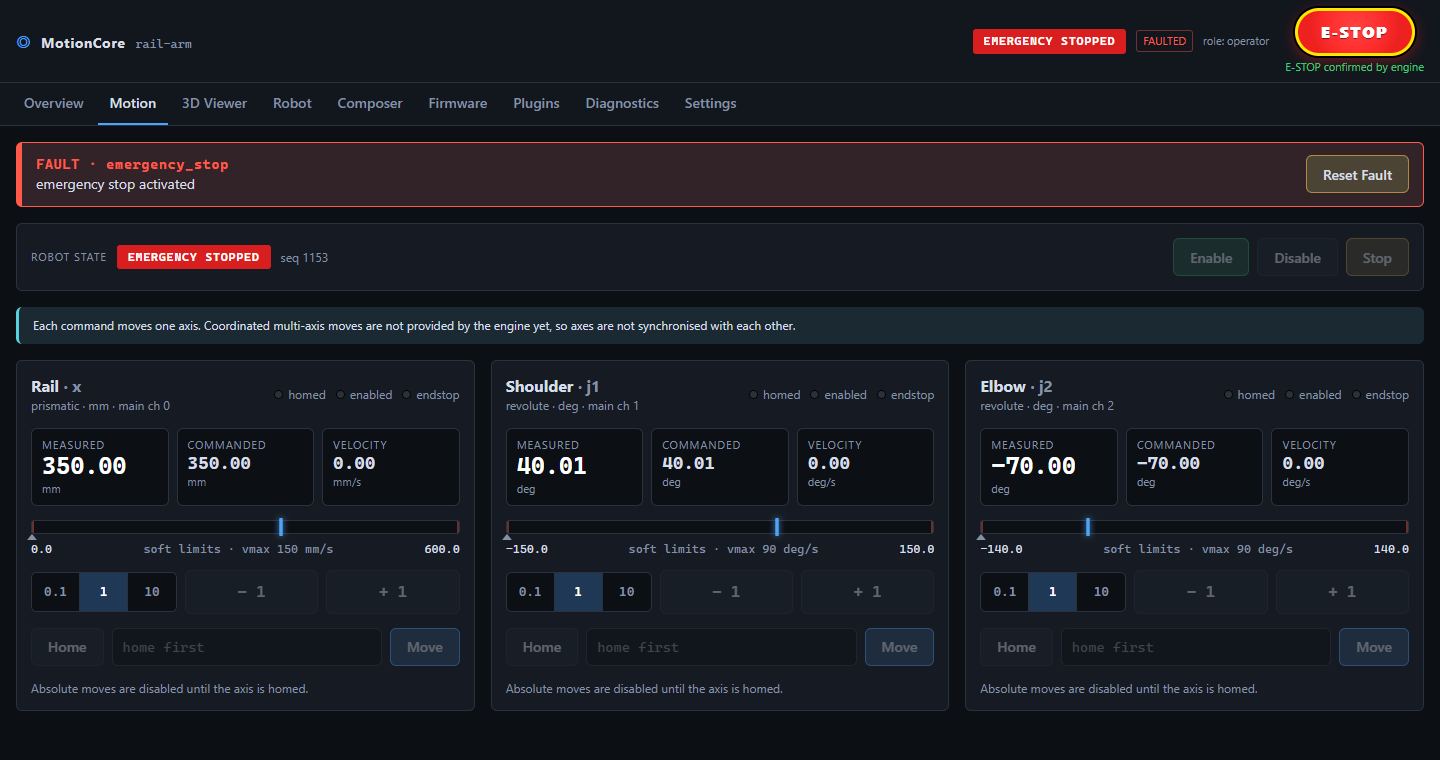 MotionCore rail-arm
EMERGENCY STOPPED FAULTED role: operator E-STOP
E-STOP confirmed by engine
Overview Motion 3D Viewer Robot Composer Firmware Plugins Diagnostics Settings
FAULT · emergency_stop
emergency stop activated
Reset Fault
ROBOT STATE EMERGENCY STOPPED seq 1153 Enable Disable Stop
Each command moves one axis. Coordinated multi-axis moves are not provided by the engine yet, so axes are not synchronised with each other.
Rail · x
prismatic · mm · main ch 0
homed enabled endstop
MEASURED COMMANDED VELOCITY
350.00 350.00 0.00
mm mm mm/s
0.0 soft limits · vmax 150 mm/s 600.0
0.1 1 10 − 1 + 1
Home home first Move
Absolute moves are disabled until the axis is homed.
Shoulder · j1
revolute · deg · main ch 1
homed enabled endstop
MEASURED COMMANDED VELOCITY
40.01 40.01 0.00
deg deg deg/s
−150.0 soft limits · vmax 90 deg/s 150.0
0.1 1 10 − 1 + 1
Home home first Move
Absolute moves are disabled until the axis is homed.
Elbow · j2
revolute · deg · main ch 2
homed enabled endstop
MEASURED COMMANDED VELOCITY
−70.00 −70.00 0.00
deg deg deg/s
−140.0 soft limits · vmax 90 deg/s 140.0
0.1 1 10 − 1 + 1
Home home first Move
Absolute moves are disabled until the axis is homed.